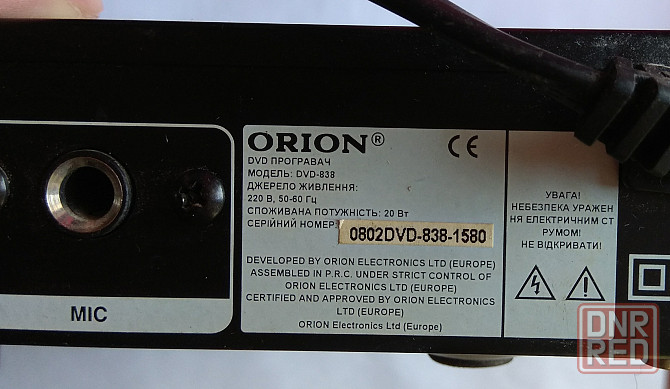 ORION®
DVD ПРОГРАВАЧ
МОДЕЛЬ: DVD-838
ДЖЕРЕЛО ЖИВЛЕННЯ:
220 В, 50-60 Гц
СПОЖИВАНА ПОТУЖНІСТЬ: 20 Вт
СЕРІЙНИЙ НОМЕР
0802DVD-838-1580
DEVELOPED BY ORION ELECTRONICS LTD (EUROPE)
ASSEMBLED IN P.R.C. UNDER STRICT CONTROL OF
ORION ELECTRONICS LTD (EUROPE)
CERTIFIED AND APPROVED BY ORION ELECTRONICS
LTD (EUROPE)
ORION Electronics Ltd (Europe)
CE
УВАГА!
НЕБЕЗПЕКА УРАЖЕН
НЯ ЕЛЕКТРИЧНИМ СТ
РУМОМ!
НЕ ВІДКРИВАТИ!
MIC
DNR
RED